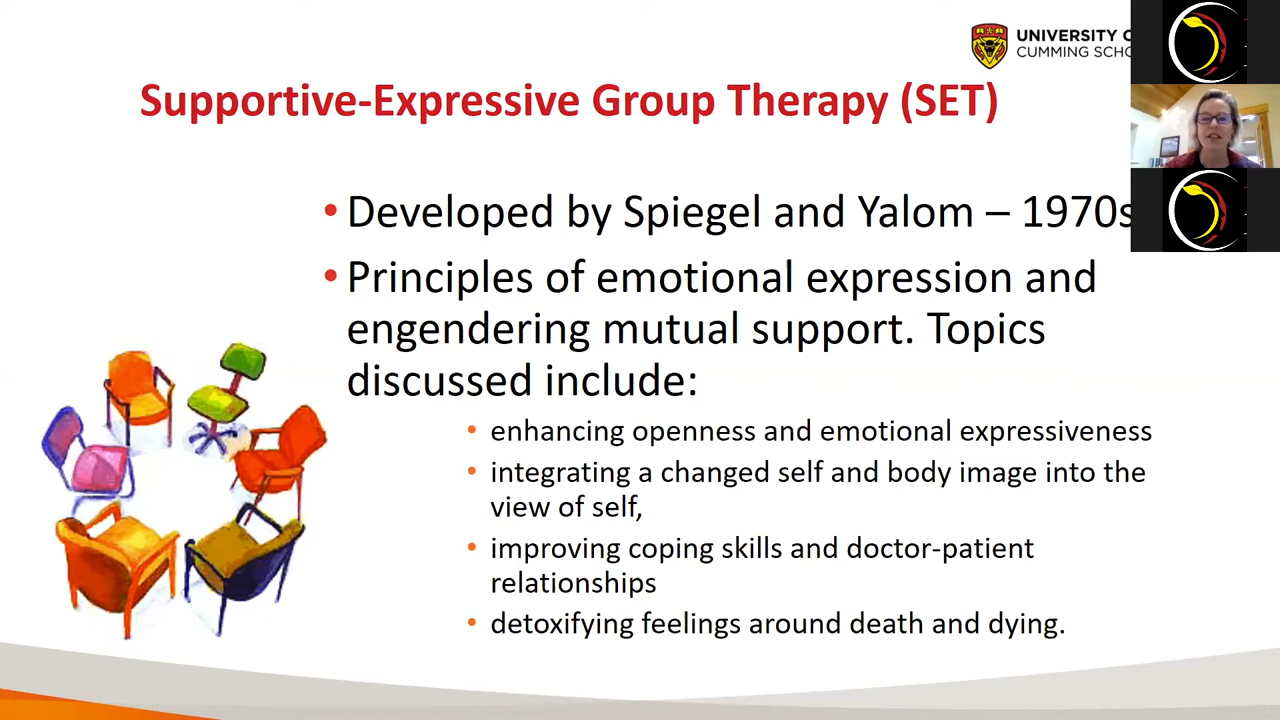 UNIVERSITY
CUMMING
Supportive-Expressive Group Therapy (SET)
• Developed by Spiegel and Yalom – 1970s
• Principles of emotional expression and
engendering mutual support. Topics
discussed include:
• enhancing openness and emotional expressiveness
• integrating a changed self and body image into the
view of self,
• improving coping skills and doctor-patient
relationships
• detoxifying feelings around death and dying.